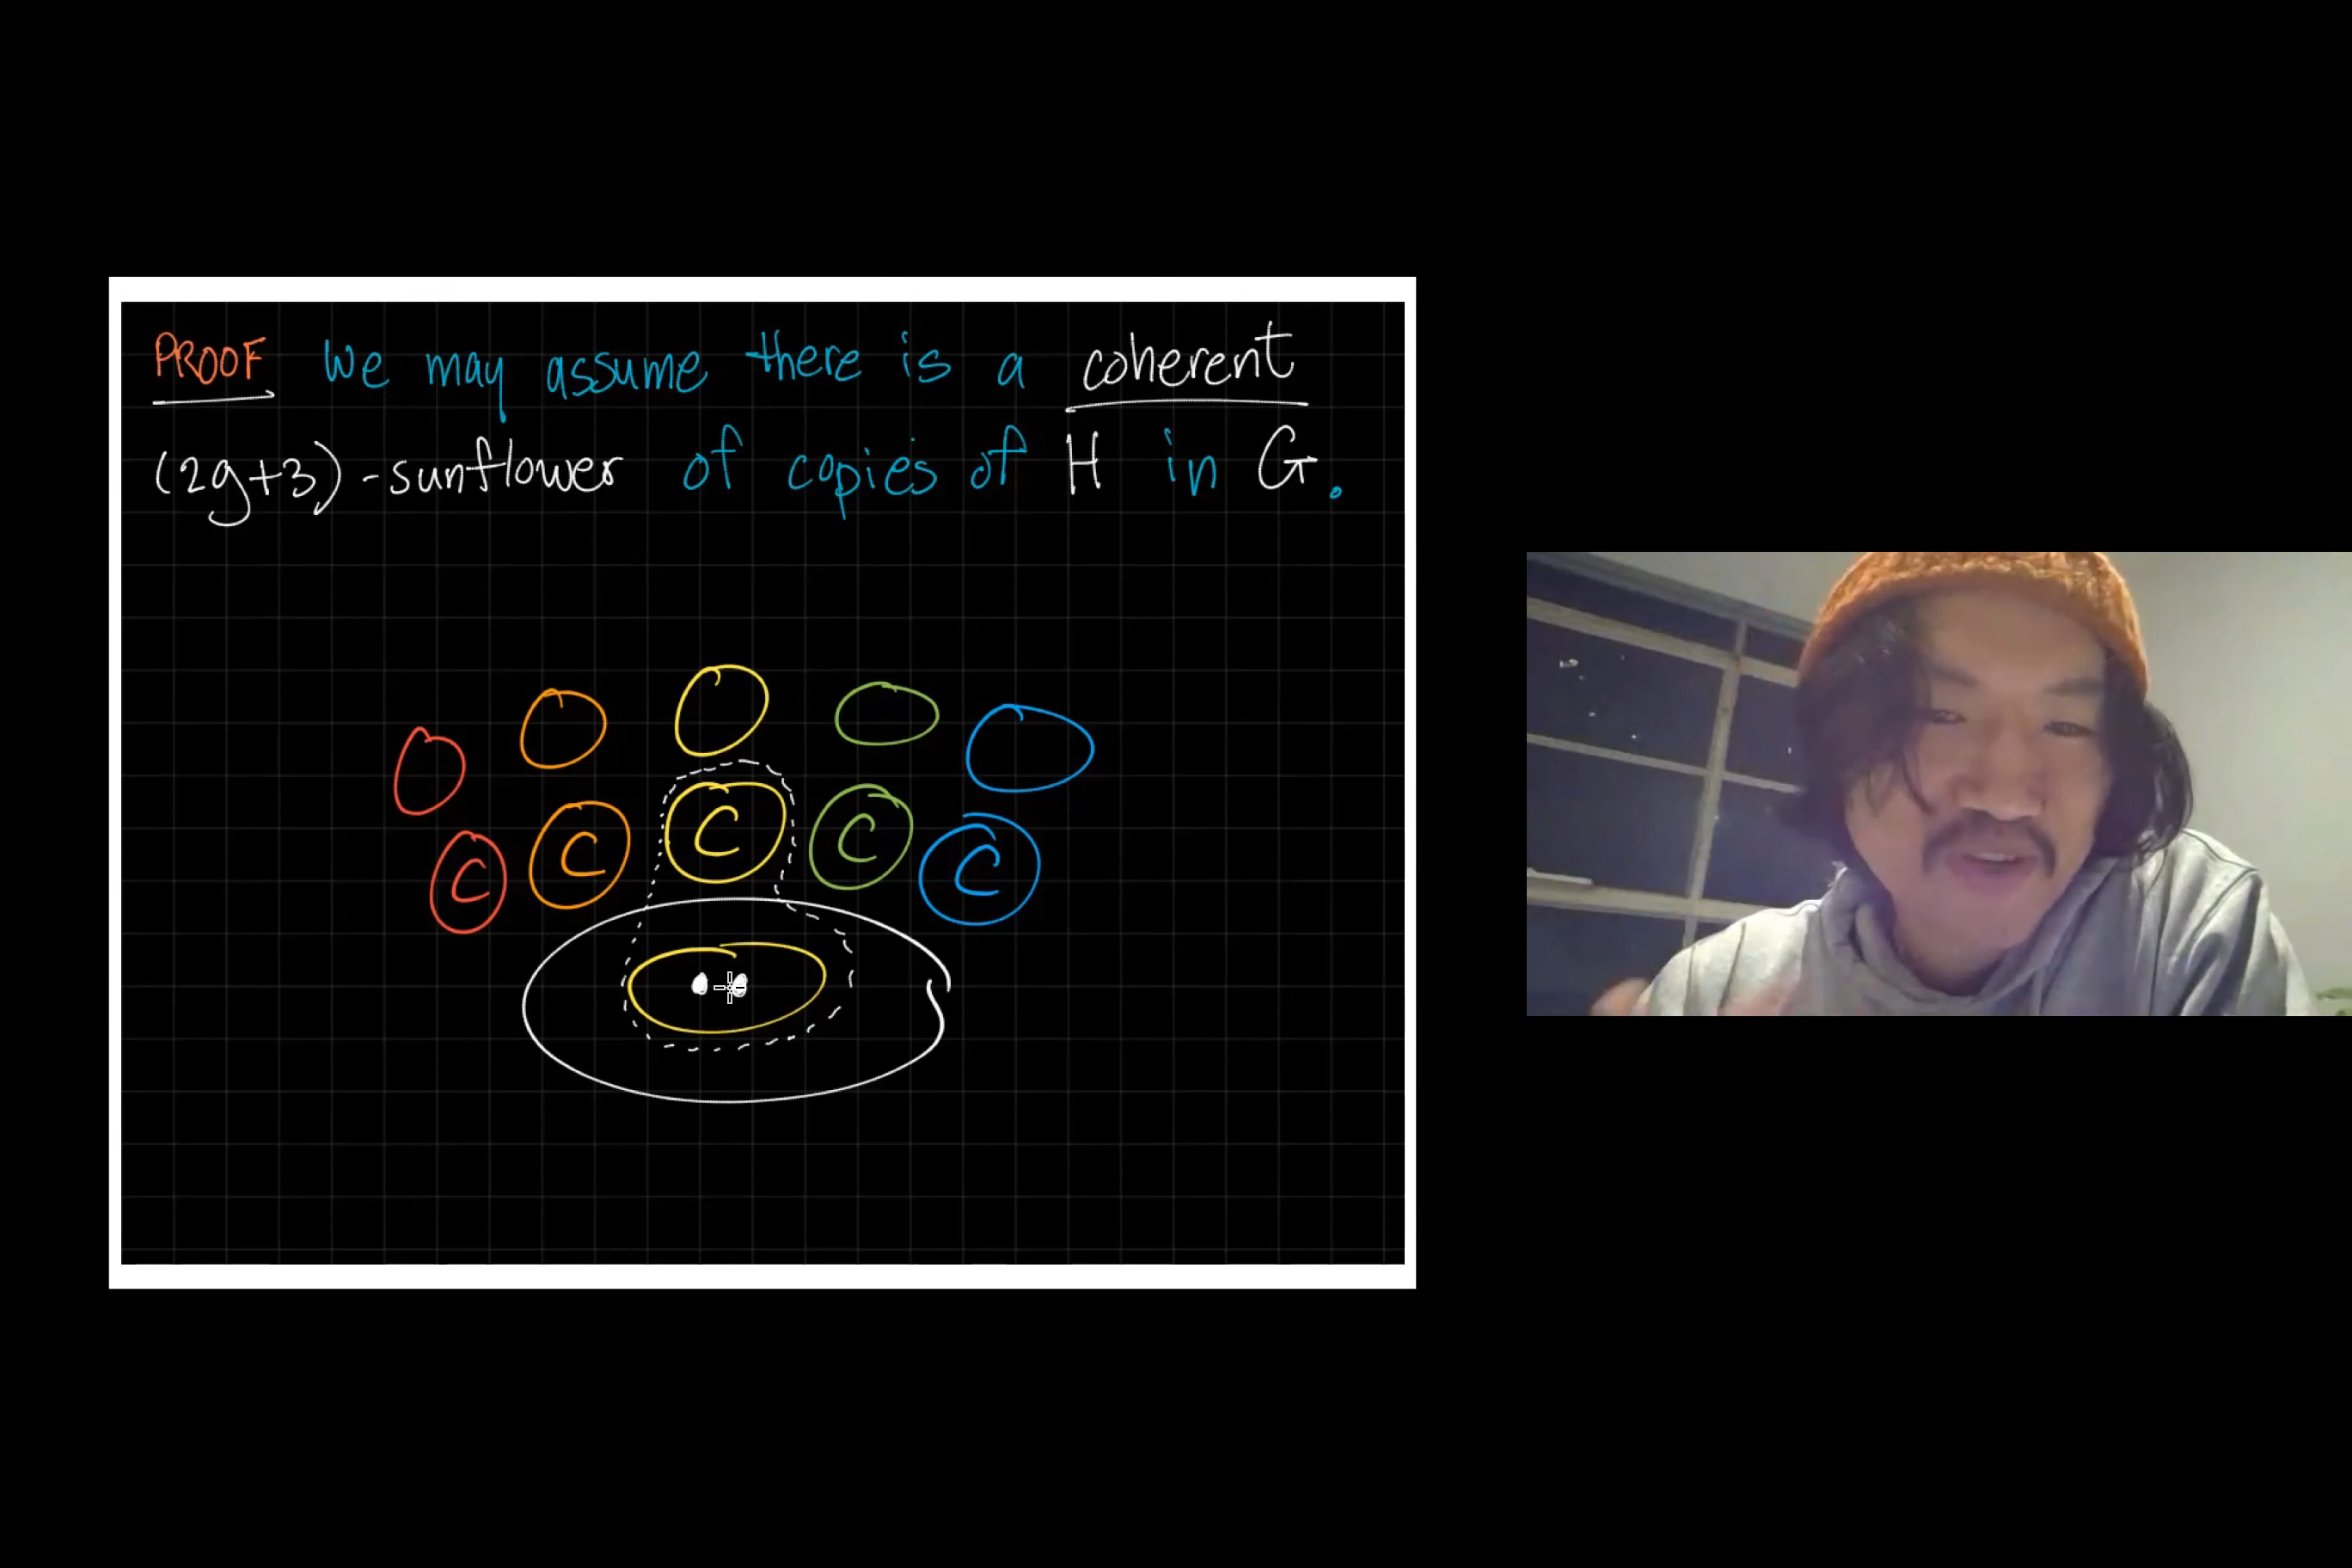 PROOF We may assume there is a coherent
(2g+3)-sunflower of copies of H in G.
C C C C C